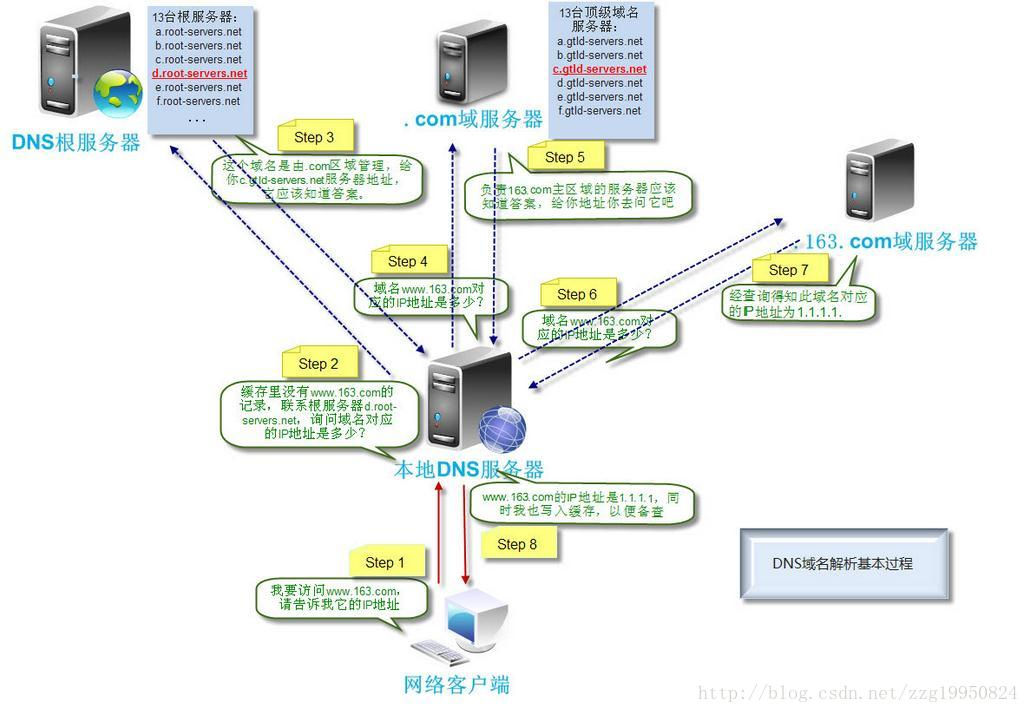 13台根服务器:
a.root-servers.net
b.root-servers.net
c.root-servers.net
d.root-servers.net
e.root-servers.net
f.root-servers.net
...
DNS根服务器
13台顶级域名
服务器:
a.gtld-servers.net
b.gtld-servers.net
c.gtld-servers.net
d.gtld-servers.net
e.gtld-servers.net
f.gtld-servers.net
.com域服务器
Step 3
这个域名是由.com区域管理，给
你c.gtld-servers.net服务器地址，
它应该知道答案。
Step 5
负责163.com主区域的服务器应该
知道答案，给你地址你去问它吧
.163.com域服务器
Step 4
域名www.163.com对
应的IP地址是多少？
Step 6
域名www.163.com对
应的IP地址是多少？
Step 7
经查询得知此域名对应
的IP地址为1.1.1.1.
Step 2
缓存里没有www.163.com的
记录，联系根服务器d.root-
servers.net，询问域名对应
的IP地址是多少？
本地DNS服务器
www.163.com的IP地址是1.1.1.1，同
时我也写入缓存，以便备查
Step 8
Step 1
我要访问www.163.com，
请告诉我它的IP地址
网络客户端
DNS域名解析基本过程
http://blog.csdn.net/zzg19950824